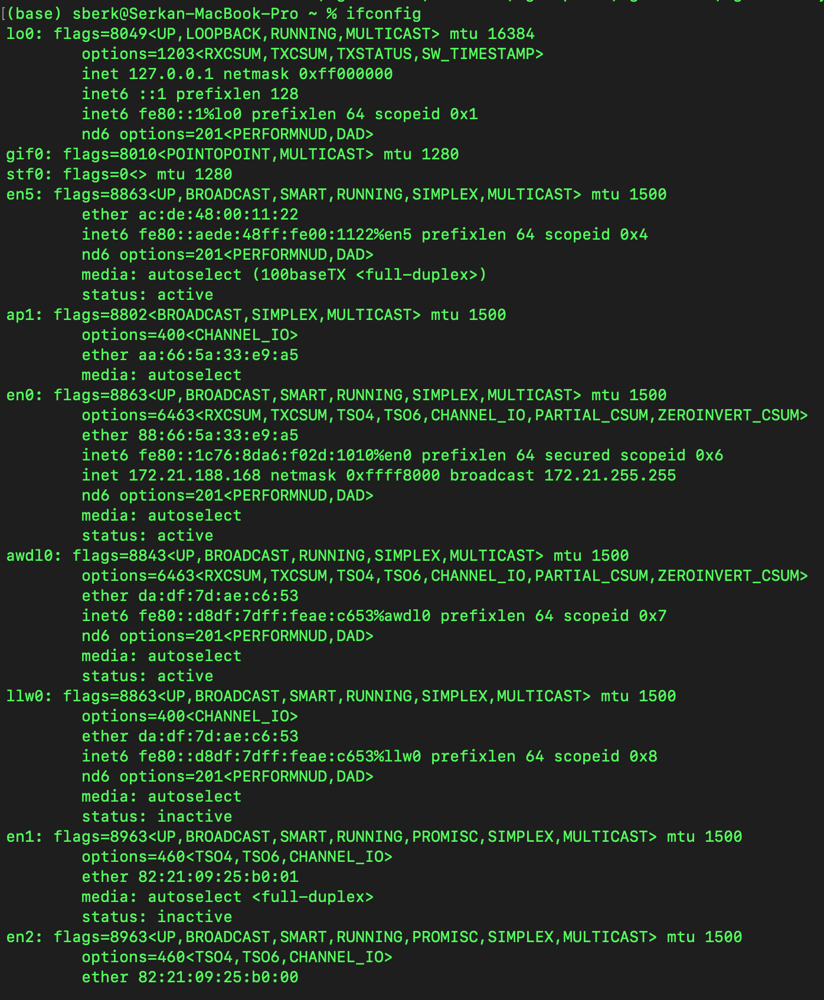 (base) sberk@Serkan-MacBook-Pro ~ % ifconfig
lo0: flags=8049<UP,LOOPBACK,RUNNING,MULTICAST> mtu 16384
options=1203<RXCSUM,TXCSUM,TXSTATUS,SW_TIMESTAMP>
inet 127.0.0.1 netmask 0xff000000
inet6 ::1 prefixlen 128
inet6 fe80::1%lo0 prefixlen 64 scopeid 0x1
nd6 options=201<PERFORMNUD,DAD>
gif0: flags=8010<POINTOPOINT,MULTICAST> mtu 1280
stf0: flags=0<> mtu 1280
en5: flags=8863<UP,BROADCAST,SMART,RUNNING,SIMPLEX,MULTICAST> mtu 1500
ether ac:de:48:00:11:22
inet6 fe80::aede:48ff:fe00:1122%en5 prefixlen 64 scopeid 0x4
nd6 options=201<PERFORMNUD,DAD>
media: autoselect (100baseTX <full-duplex>)
status: active
ap1: flags=8802<BROADCAST,SIMPLEX,MULTICAST> mtu 1500
options=400<CHANNEL_IO>
ether aa:66:5a:33:e9:a5
media: autoselect
en0: flags=8863<UP,BROADCAST,SMART,RUNNING,SIMPLEX,MULTICAST> mtu 1500
options=6463<RXCSUM,TXCSUM,TSO4,TSO6,CHANNEL_IO,PARTIAL_CSUM,ZEROINVERT_CSUM>
ether 88:66:5a:33:e9:a5
inet6 fe80::1c76:8da6:f02d:1010%en0 prefixlen 64 secured scopeid 0x6
inet 172.21.188.168 netmask 0xffff8000 broadcast 172.21.255.255
nd6 options=201<PERFORMNUD,DAD>
media: autoselect
status: active
awdl0: flags=8843<UP,BROADCAST,RUNNING,SIMPLEX,MULTICAST> mtu 1500
options=6463<RXCSUM,TXCSUM,TSO4,TSO6,CHANNEL_IO,PARTIAL_CSUM,ZEROINVERT_CSUM>
ether da:df:7d:ae:c6:53
inet6 fe80::d8df:7dff:feae:c653%awdl0 prefixlen 64 scopeid 0x7
nd6 options=201<PERFORMNUD,DAD>
media: autoselect
status: active
llw0: flags=8863<UP,BROADCAST,SMART,RUNNING,SIMPLEX,MULTICAST> mtu 1500
options=400<CHANNEL_IO>
ether da:df:7d:ae:c6:53
inet6 fe80::d8df:7dff:feae:c653%llw0 prefixlen 64 scopeid 0x8
nd6 options=201<PERFORMNUD,DAD>
media: autoselect
status: inactive
en1: flags=8963<UP,BROADCAST,SMART,RUNNING,PROMISC,SIMPLEX,MULTICAST> mtu 1500
options=460<TSO4,TSO6,CHANNEL_IO>
ether 82:21:09:25:b0:01
media: autoselect <full-duplex>
status: inactive
en2: flags=8963<UP,BROADCAST,SMART,RUNNING,PROMISC,SIMPLEX,MULTICAST> mtu 1500
options=460<TSO4,TSO6,CHANNEL_IO>
ether 82:21:09:25:b0:00